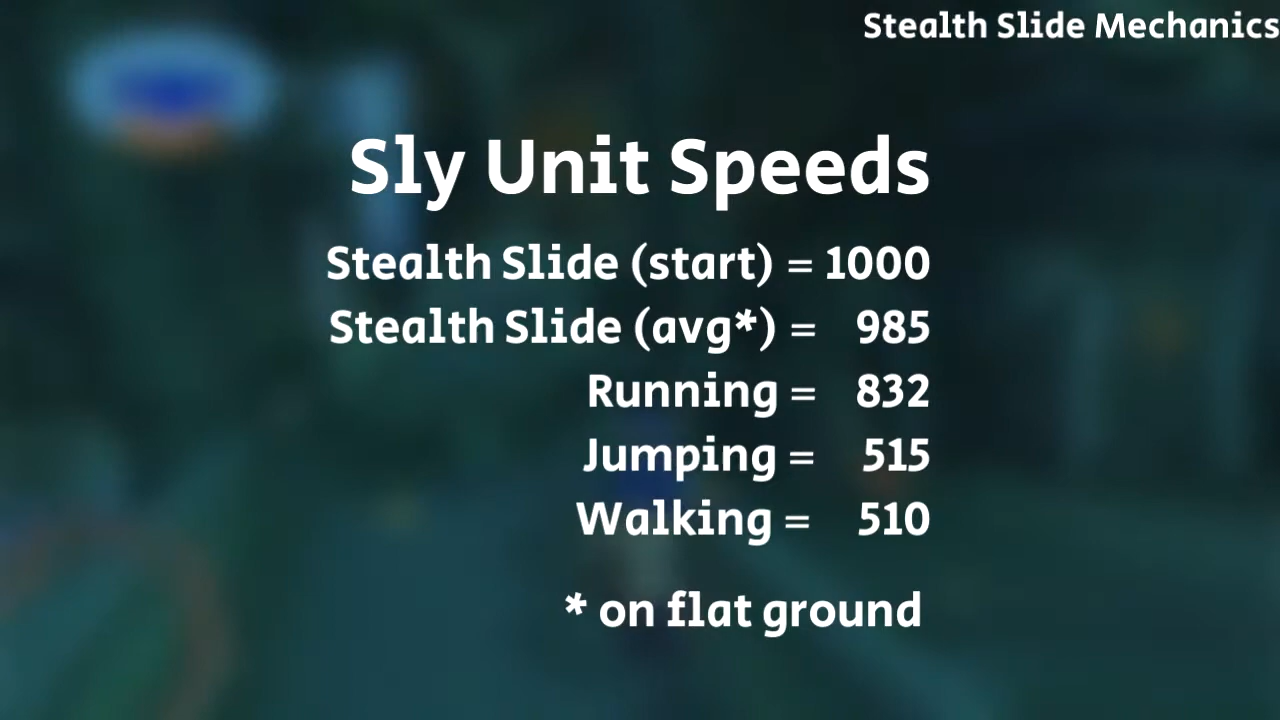 Stealth Slide Mechanics
Sly Unit Speeds
Stealth Slide (start) = 1000
Stealth Slide (avg*) = 985
Running = 832
Jumping = 515
Walking = 510
* on flat ground